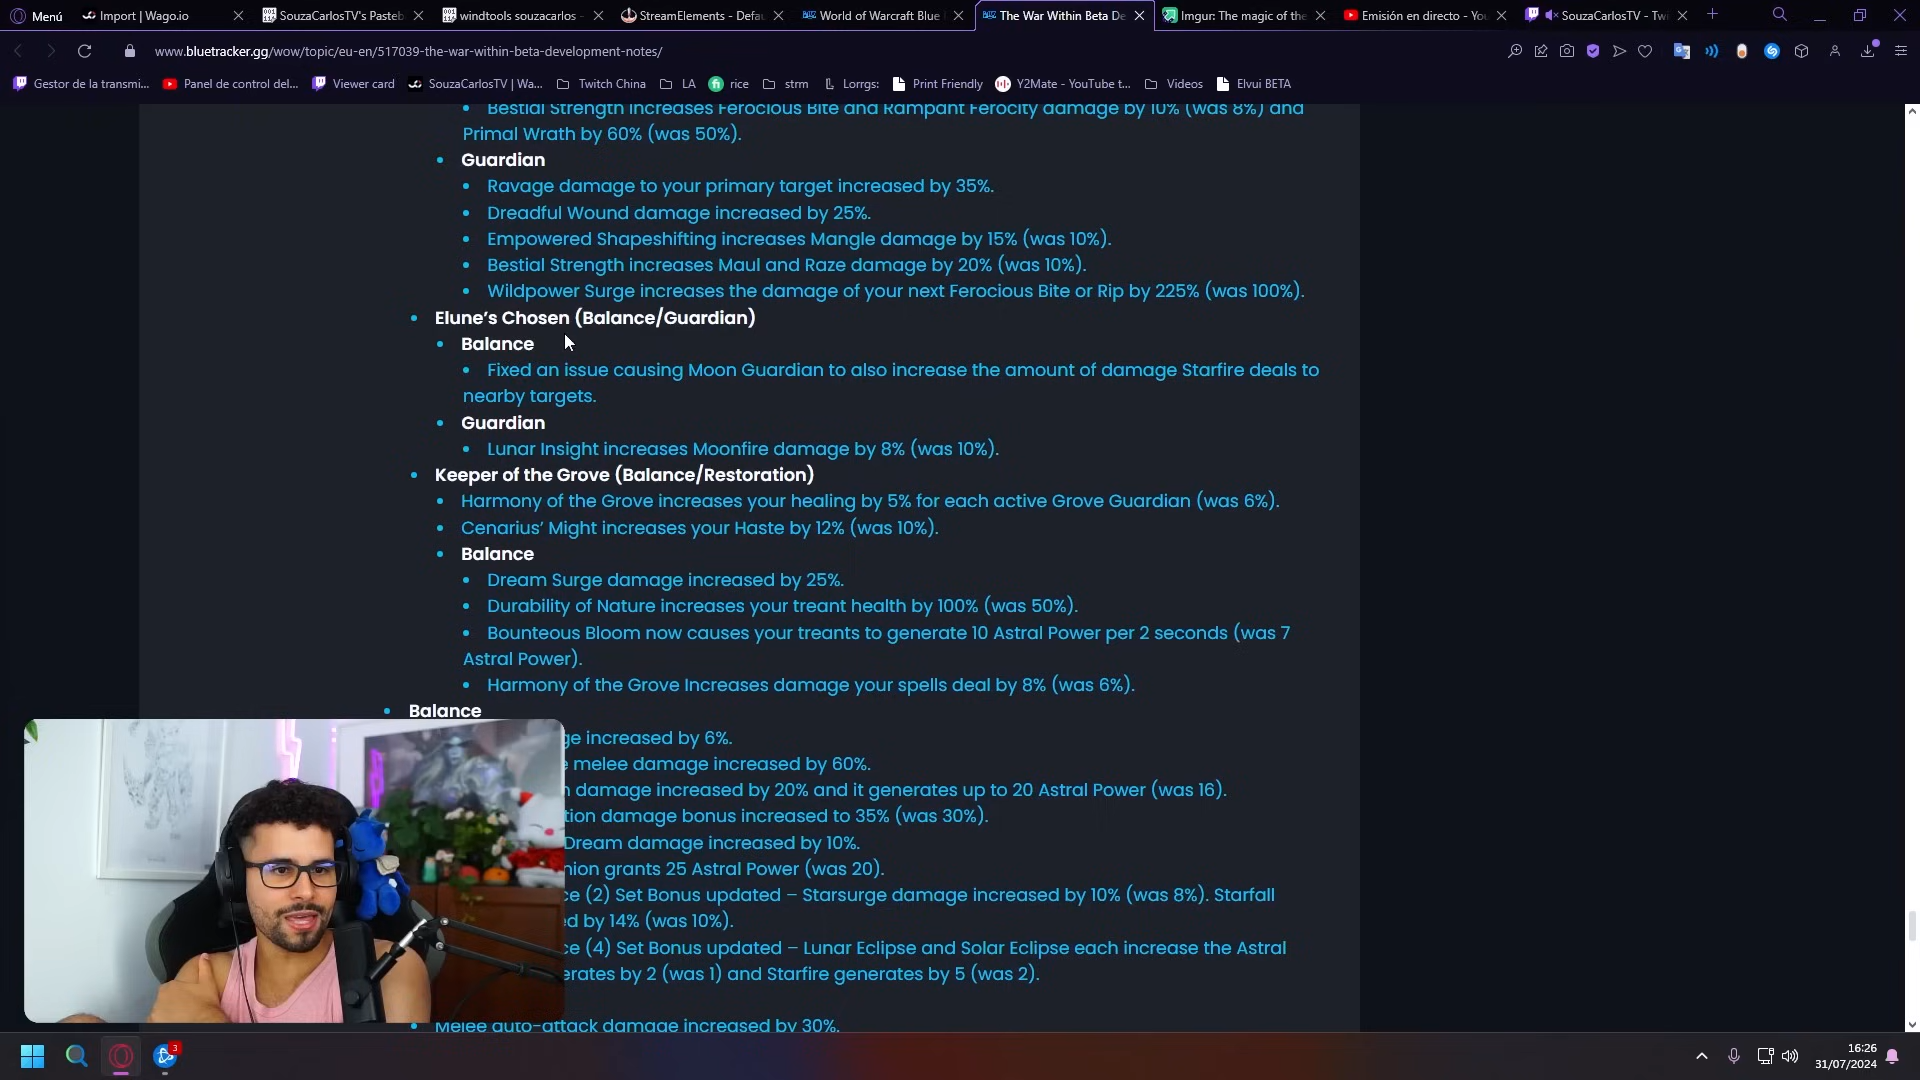 Menú
Import | Wago.io
SouzaCarlosTV's Pasteb
windtools souzacarlos -
StreamElements - Defau
World of Warcraft Blue
The War Within Beta De
Imgur: The magic of the
Emisión en directo - You
SouzaCarlosTV - Twi
www.bluetracker.gg/wow/topic/eu-en/517039-the-war-within-beta-development-notes/
Gestor de la transmi...
Panel de control del...
Viewer card
SouzaCarlosTV | Wa...
Twitch China
LA
rice
strm
Lorrgs:
Print Friendly
Y2Mate - YouTube t...
Videos
Elvui BETA
Bestial Strength increases Ferocious Bite and Rampant Ferocity damage by 10% (was 8%) and
Primal Wrath by 60% (was 50%).
Guardian
Ravage damage to your primary target increased by 35%.
Dreadful Wound damage increased by 25%.
Empowered Shapeshifting increases Mangle damage by 15% (was 10%).
Bestial Strength increases Maul and Raze damage by 20% (was 10%).
Wildpower Surge increases the damage of your next Ferocious Bite or Rip by 225% (was 100%).
Elune's Chosen (Balance/Guardian)
Balance
Fixed an issue causing Moon Guardian to also increase the amount of damage Starfire deals to
nearby targets.
Guardian
Lunar Insight increases Moonfire damage by 8% (was 10%).
Keeper of the Grove (Balance/Restoration)
Harmony of the Grove increases your healing by 5% for each active Grove Guardian (was 6%).
Cenarius' Might increases your Haste by 12% (was 10%).
Balance
Dream Surge damage increased by 25%.
Durability of Nature increases your treant health by 100% (was 50%).
Bounteous Bloom now causes your treants to generate 10 Astral Power per 2 seconds (was 7
Astral Power).
Harmony of the Grove Increases damage your spells deal by 8% (was 6%).
Balance
ge increased by 6%.
e melee damage increased by 60%.
n damage increased by 20% and it generates up to 20 Astral Power (was 16).
tion damage bonus increased to 35% (was 30%).
Dream damage increased by 10%.
nion grants 25 Astral Power (was 20).
ce (2) Set Bonus updated – Starsurge damage increased by 10% (was 8%). Starfall
ed by 14% (was 10%).
ce (4) Set Bonus updated – Lunar Eclipse and Solar Eclipse each increase the Astral
erates by 2 (was 1) and Starfire generates by 5 (was 2).
Melee auto-attack damage increased by 30%.
3
16:26
31/07/2024